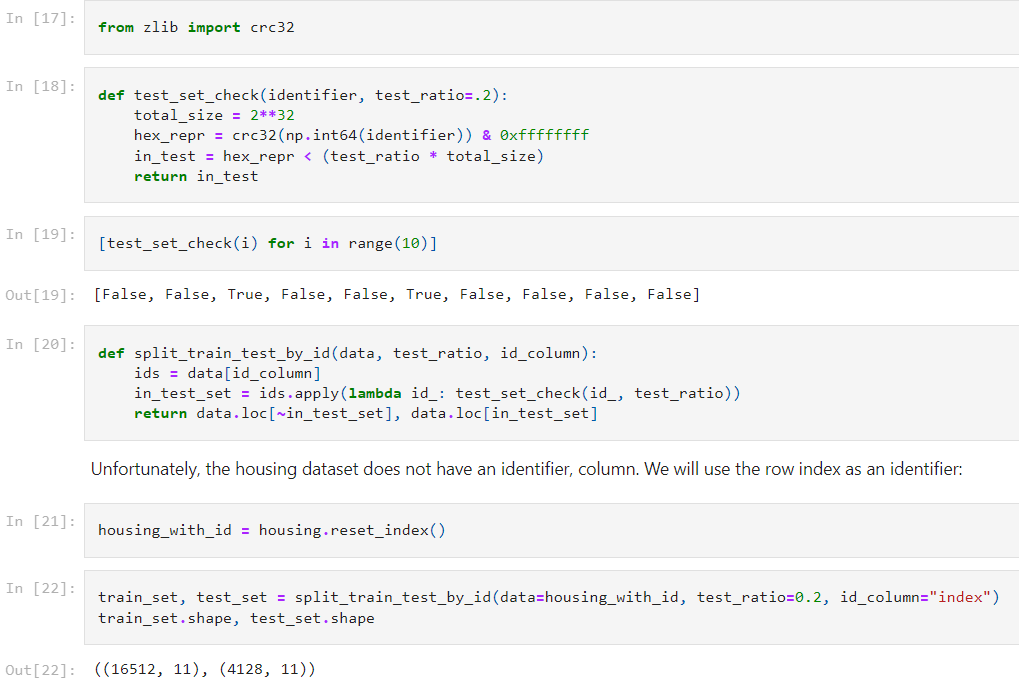 In [17]:
from zlib import crc32
In [18]:
def test_set_check(identifier, test_ratio=.2):
    total_size = 2**32
    hex_repr = crc32(np.int64(identifier)) & 0xffffffff
    in_test = hex_repr < (test_ratio * total_size)
    return in_test
In [19]:
[test_set_check(i) for i in range(10)]
Out[19]:
[False, False, True, False, False, True, False, False, False, False]
In [20]:
def split_train_test_by_id(data, test_ratio, id_column):
    ids = data[id_column]
    in_test_set = ids.apply(lambda id_: test_set_check(id_, test_ratio))
    return data.loc[~in_test_set], data.loc[in_test_set]
Unfortunately, the housing dataset does not have an identifier, column. We will use the row index as an identifier:
In [21]:
housing_with_id = housing.reset_index()
In [22]:
train_set, test_set = split_train_test_by_id(data=housing_with_id, test_ratio=0.2, id_column="index")
train_set.shape, test_set.shape
Out[22]:
((16512, 11), (4128, 11))